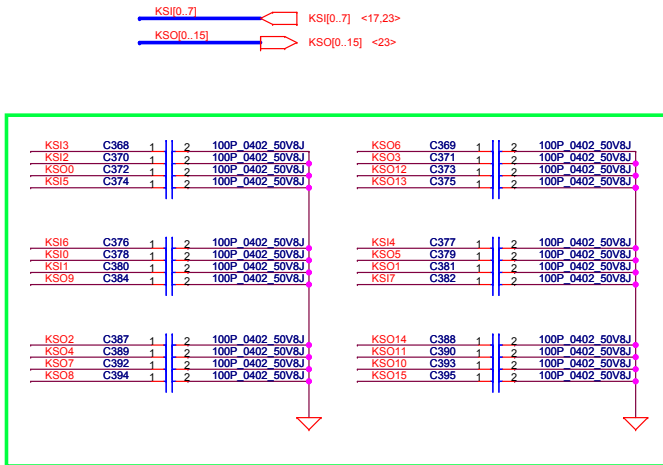 KSI[0..7] KSI[0..7] <17,23>
KSO[0..15] KSO[0..15] <23>
KSI3 C368 1 2 100P_0402_50V8J KSO6 C369 1 2 100P_0402_50V8J
KSI2 C370 1 2 100P_0402_50V8J KSO3 C371 1 2 100P_0402_50V8J
KSO0 C372 1 2 100P_0402_50V8J KSO12 C373 1 2 100P_0402_50V8J
KSI5 C374 1 2 100P_0402_50V8J KSO13 C375 1 2 100P_0402_50V8J
KSI6 C376 1 2 100P_0402_50V8J KSI4 C377 1 2 100P_0402_50V8J
KSI0 C378 1 2 100P_0402_50V8J KSO5 C379 1 2 100P_0402_50V8J
KSI1 C380 1 2 100P_0402_50V8J KSO1 C381 1 2 100P_0402_50V8J
KSO9 C384 1 2 100P_0402_50V8J KSI7 C382 1 2 100P_0402_50V8J
KSO2 C387 1 2 100P_0402_50V8J KSO14 C388 1 2 100P_0402_50V8J
KSO4 C389 1 2 100P_0402_50V8J KSO11 C390 1 2 100P_0402_50V8J
KSO7 C392 1 2 100P_0402_50V8J KSO10 C393 1 2 100P_0402_50V8J
KSO8 C394 1 2 100P_0402_50V8J KSO15 C395 1 2 100P_0402_50V8J